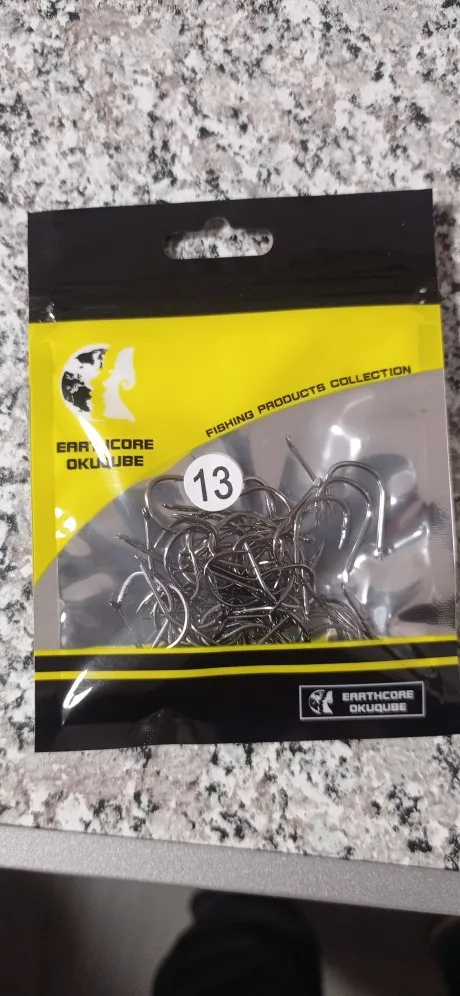 FISHING PRODUCTS COLLECTION
EARTHCORE
OKUQUBE
13
EARTHCORE
OKUQUBE